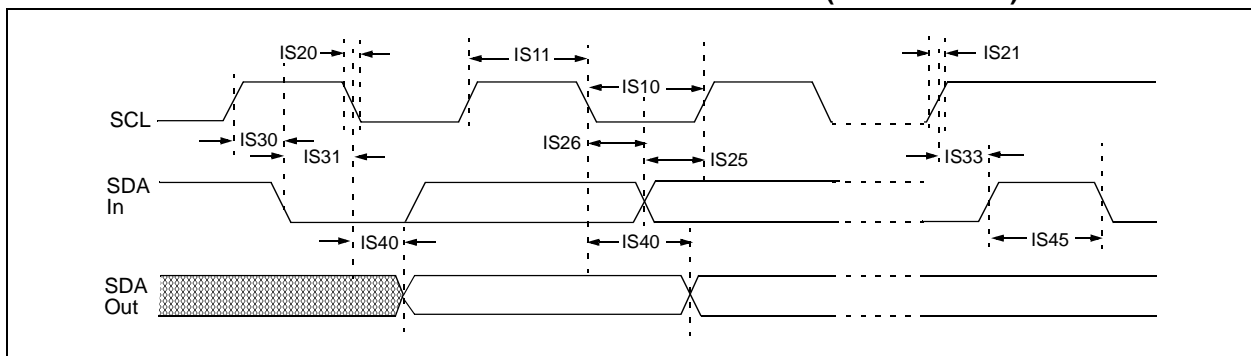 IS20
IS11
IS21
IS10
SCL
IS30
IS26
IS31
IS25
IS33
SDA
In
IS40
IS40
IS45
SDA
Out